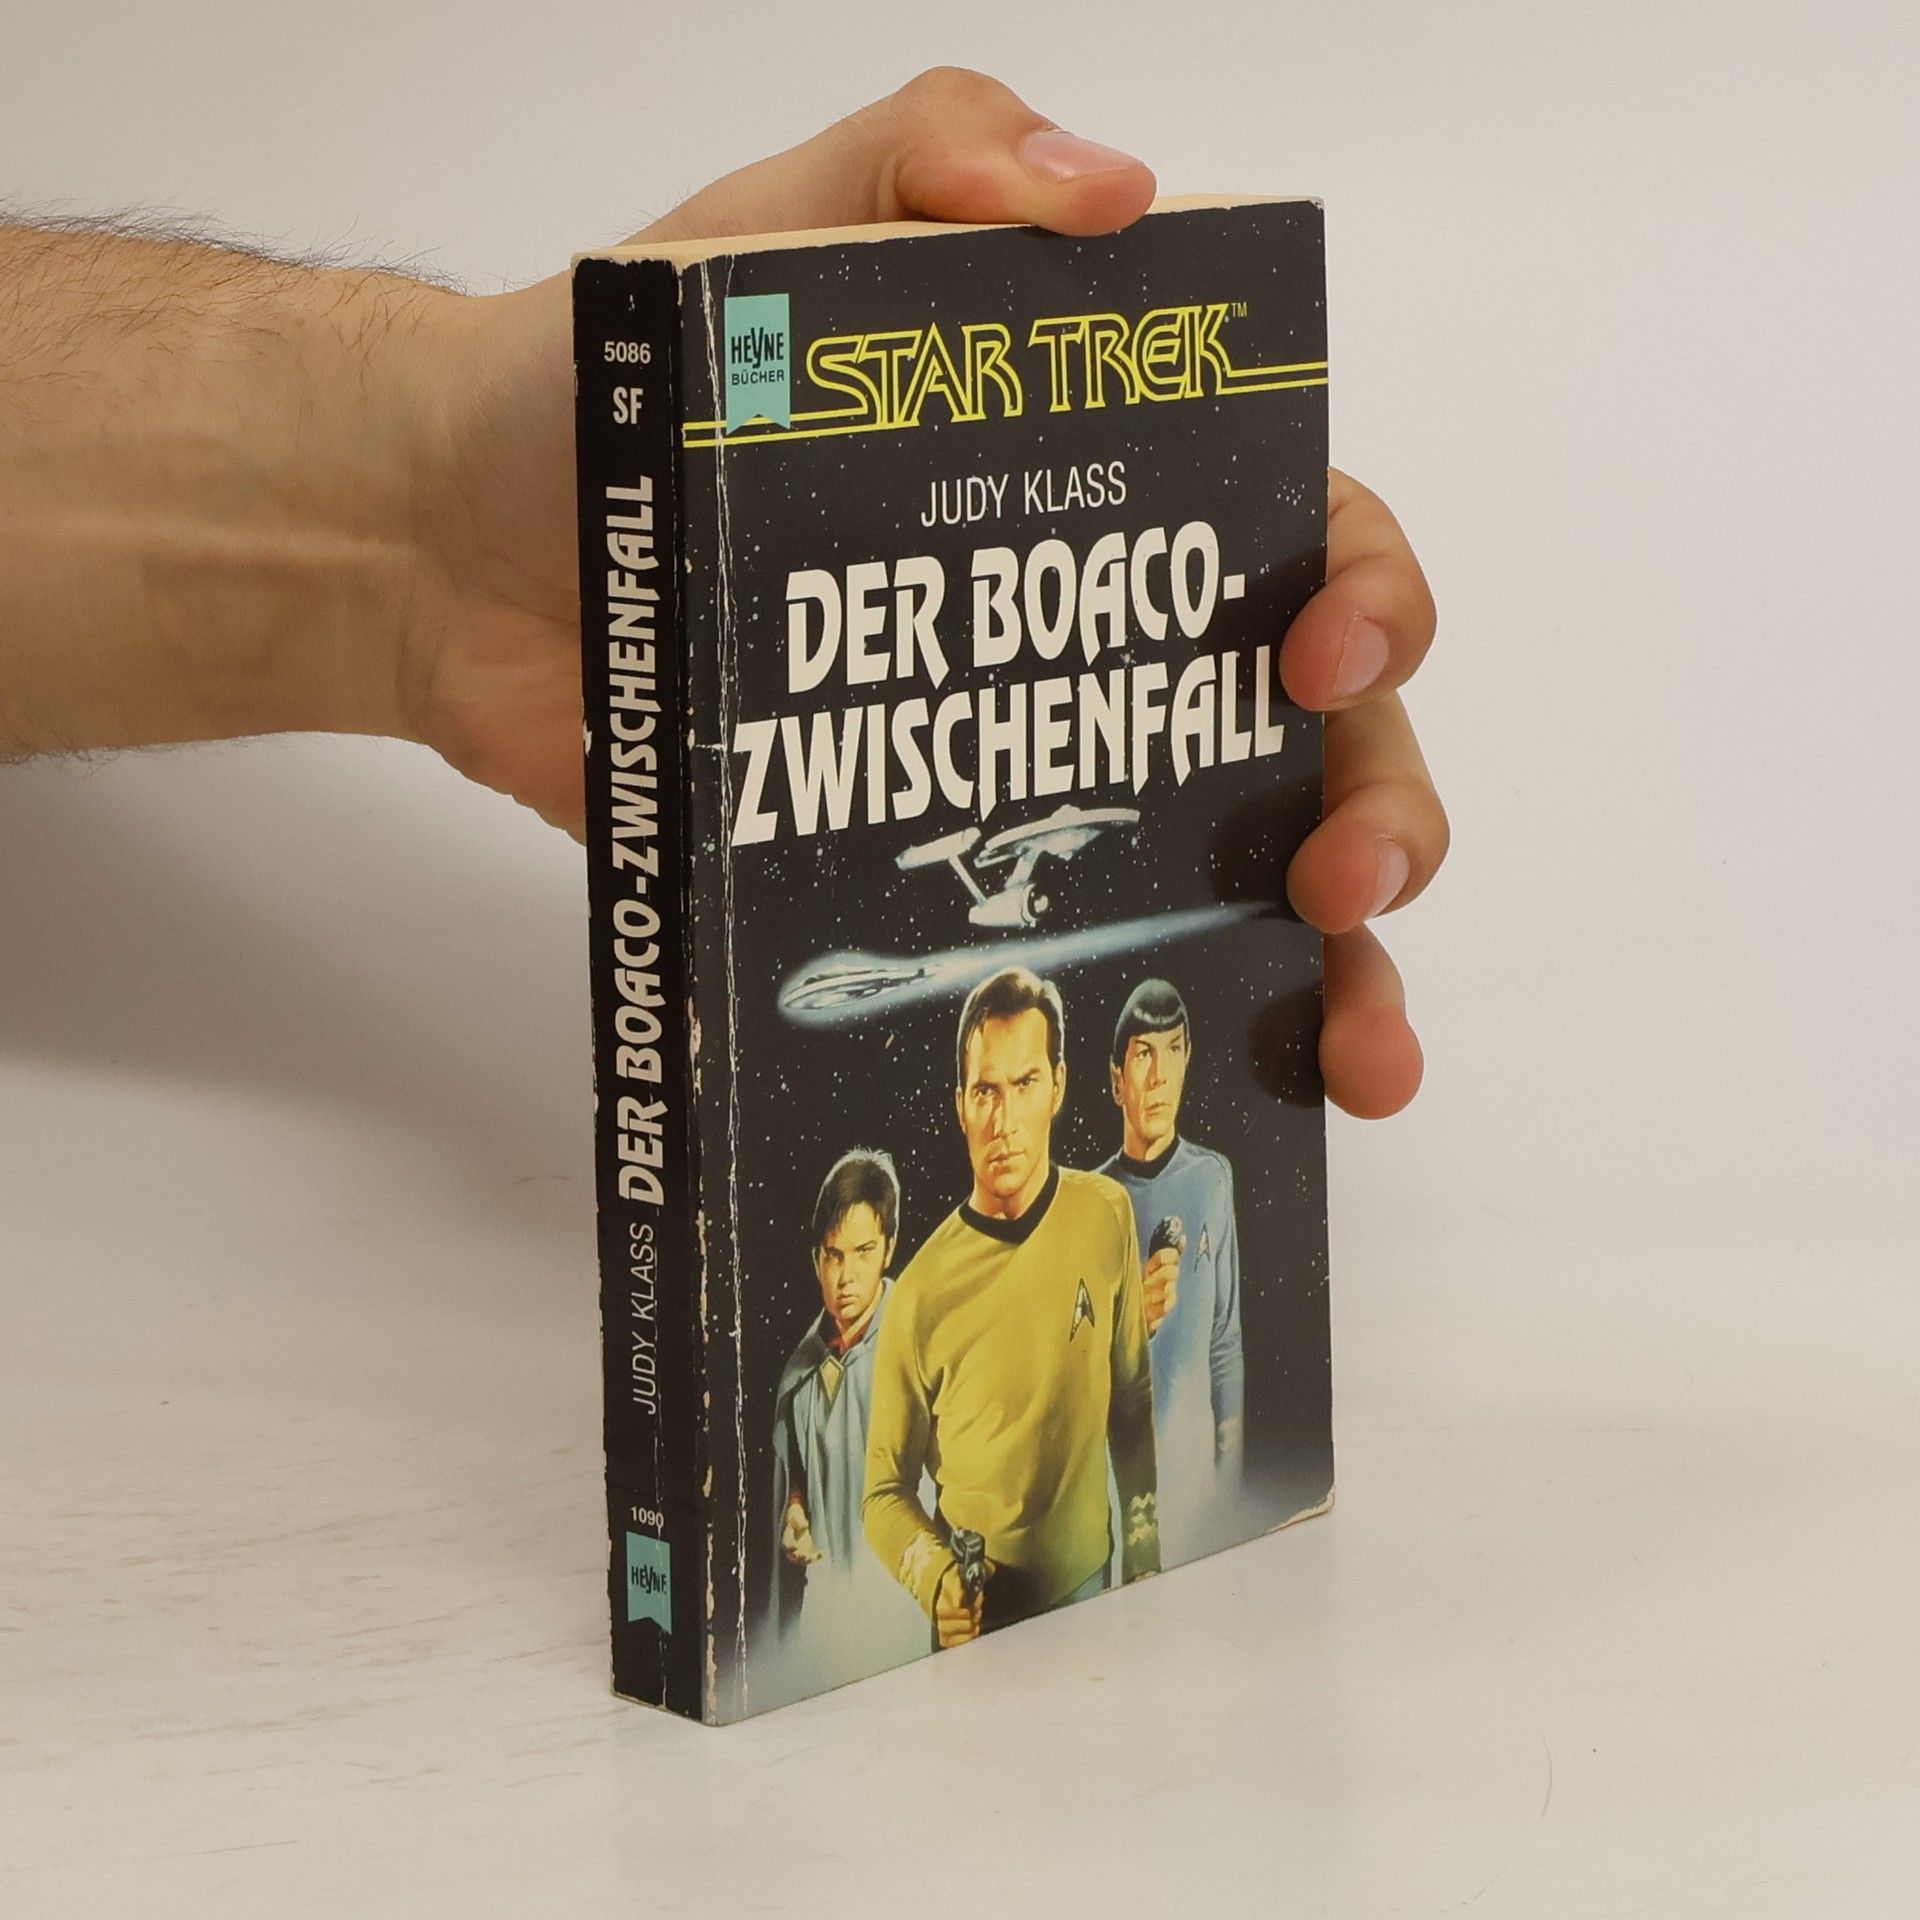 5086
SF
JUDY KLASS DER BOACO-ZWISCHENFALL
1090
HEYNE
HEYNE
BÜCHER
STAR TREK™
JUDY KLASS
DER BOACO-
ZWISCHENFALL